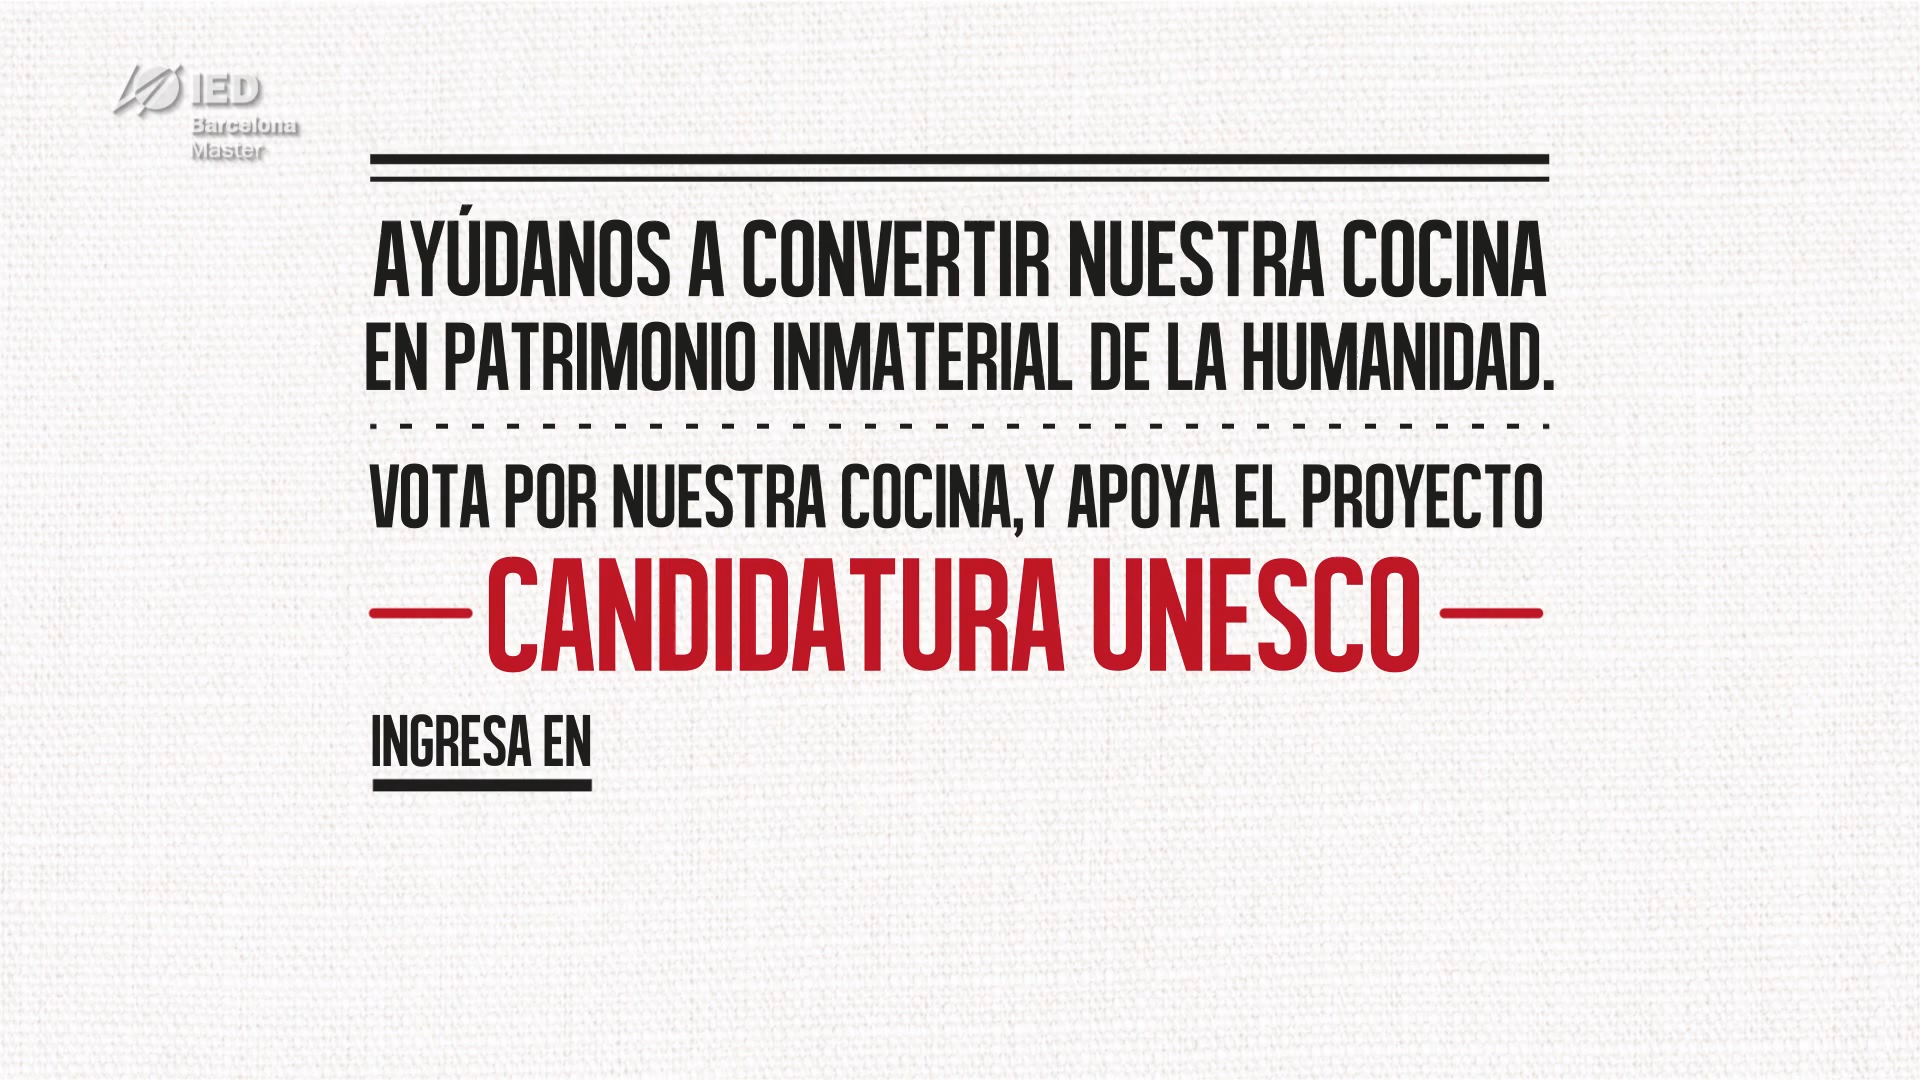 IED
Barcelona
Master
AYÚDANOS A CONVERTIR NUESTRA COCINA
EN PATRIMONIO INMATERIAL DE LA HUMANIDAD.
VOTA POR NUESTRA COCINA,Y APOYA EL PROYECTO
CANDIDATURA UNESCO
INGRESA EN